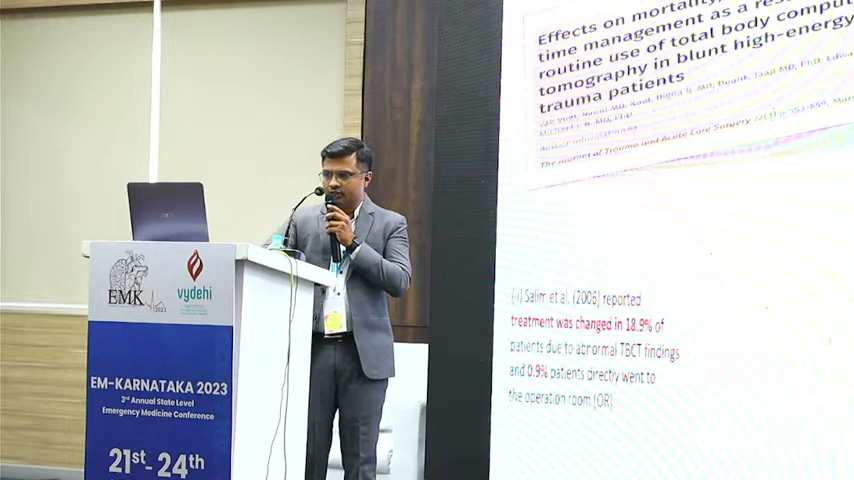 EMK
2023
vydehi
EM-KARNATAKA 2023
3rd Annual State Level
Emergency Medicine Conference
21st - 24th
Effects on mortality,
time management as a res
routine use of total body comput
tomography in blunt high-energy
trauma patients
The Journal of Trauma and Acute Care Surgery
(ii) Salim et al. (2006) reported
treatment was changed in 18.9% of
patients due to abnormal TBCT findings
and 0.9% patients directly went to
the operation room (OR).